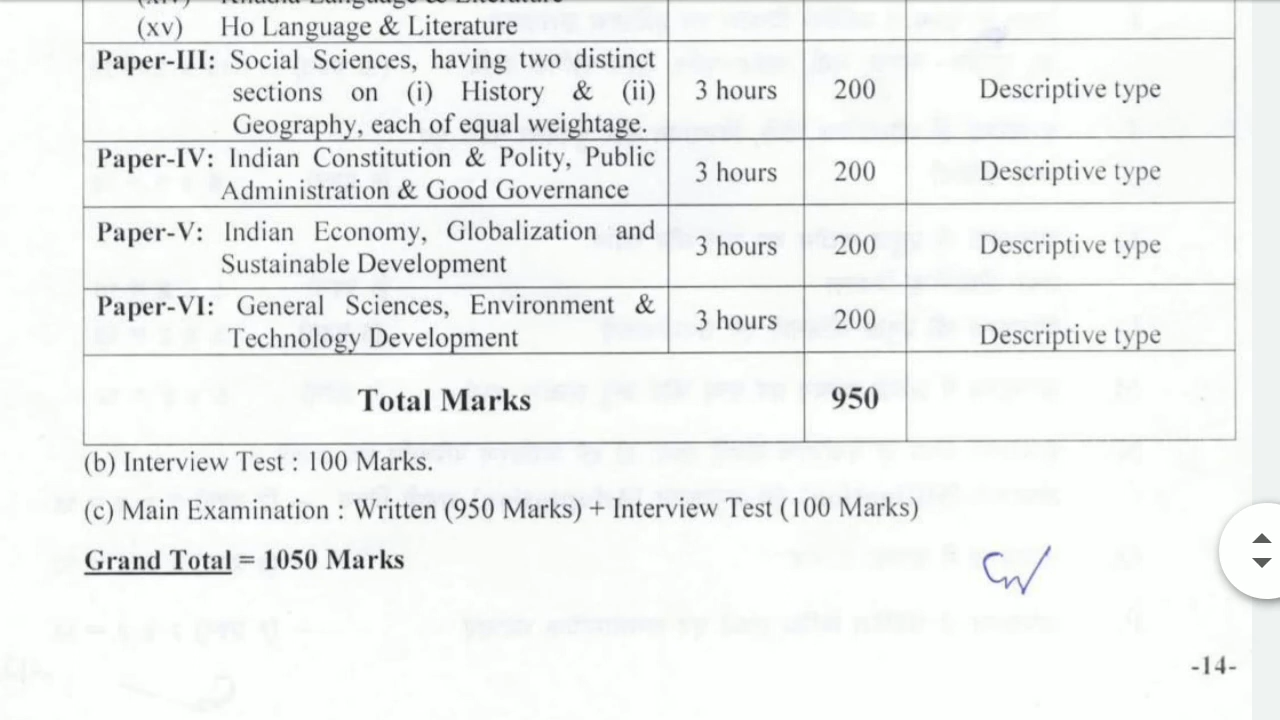 (xv) Ho Language & Literature
Paper-III: Social Sciences, having two distinct
sections on (i) History & (ii)
Geography, each of equal weightage.
3 hours 200 Descriptive type
Paper-IV: Indian Constitution & Polity, Public
Administration & Good Governance
3 hours 200 Descriptive type
Paper-V: Indian Economy, Globalization and
Sustainable Development
3 hours 200 Descriptive type
Paper-VI: General Sciences, Environment &
Technology Development
3 hours 200 Descriptive type
Total Marks 950
(b) Interview Test : 100 Marks.
(c) Main Examination : Written (950 Marks) + Interview Test (100 Marks)
Grand Total = 1050 Marks
-14-